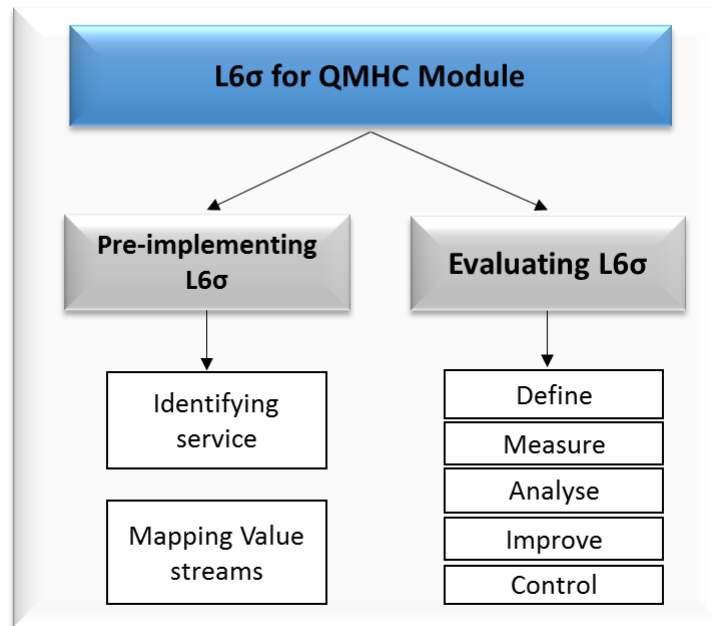 L6σ for QMHC Module
Pre-implementing
L6σ
Evaluating L6σ
Identifying
service
Mapping Value
streams
Define
Measure
Analyse
Improve
Control